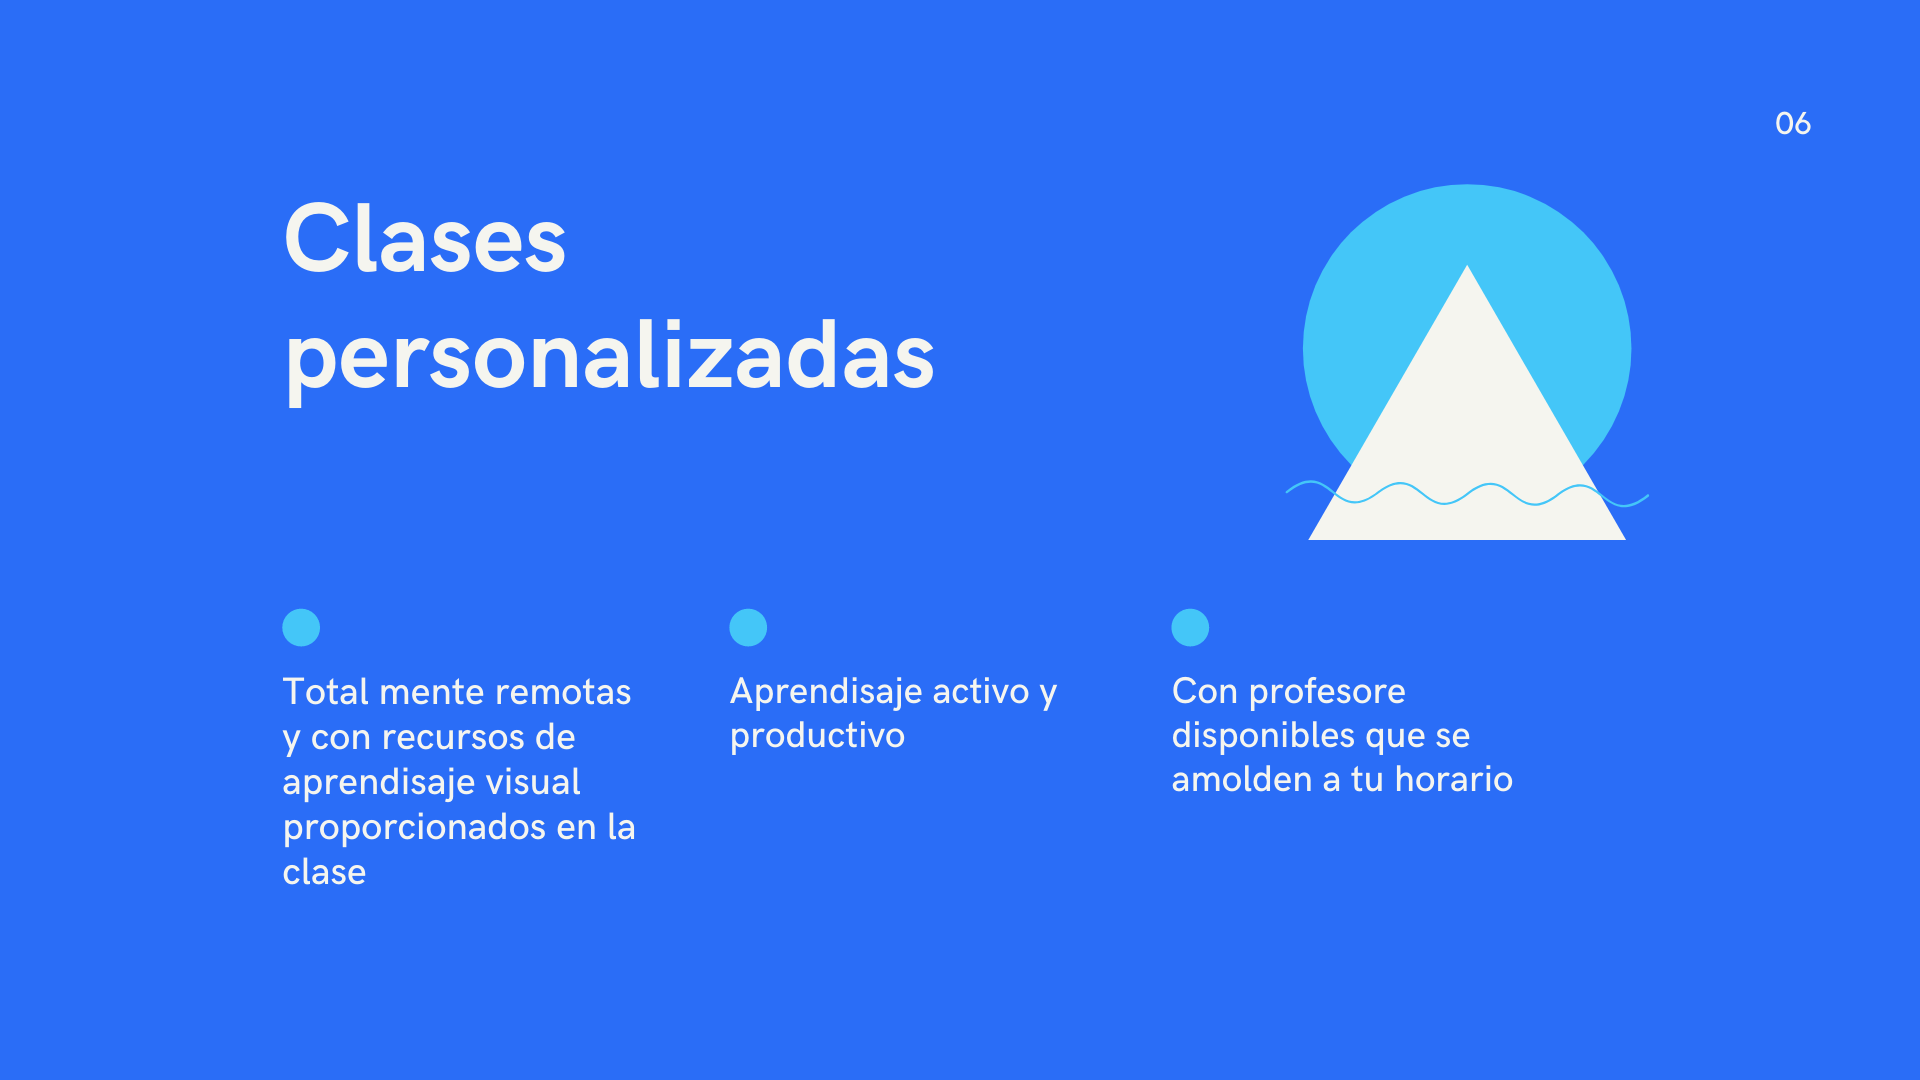 06
Clases
personalizadas
Total mente remotas
y con recursos de
aprendisaje visual
proporcionados en la
clase
Aprendisaje activo y
productivo
Con profesore
disponibles que se
amolden a tu horario